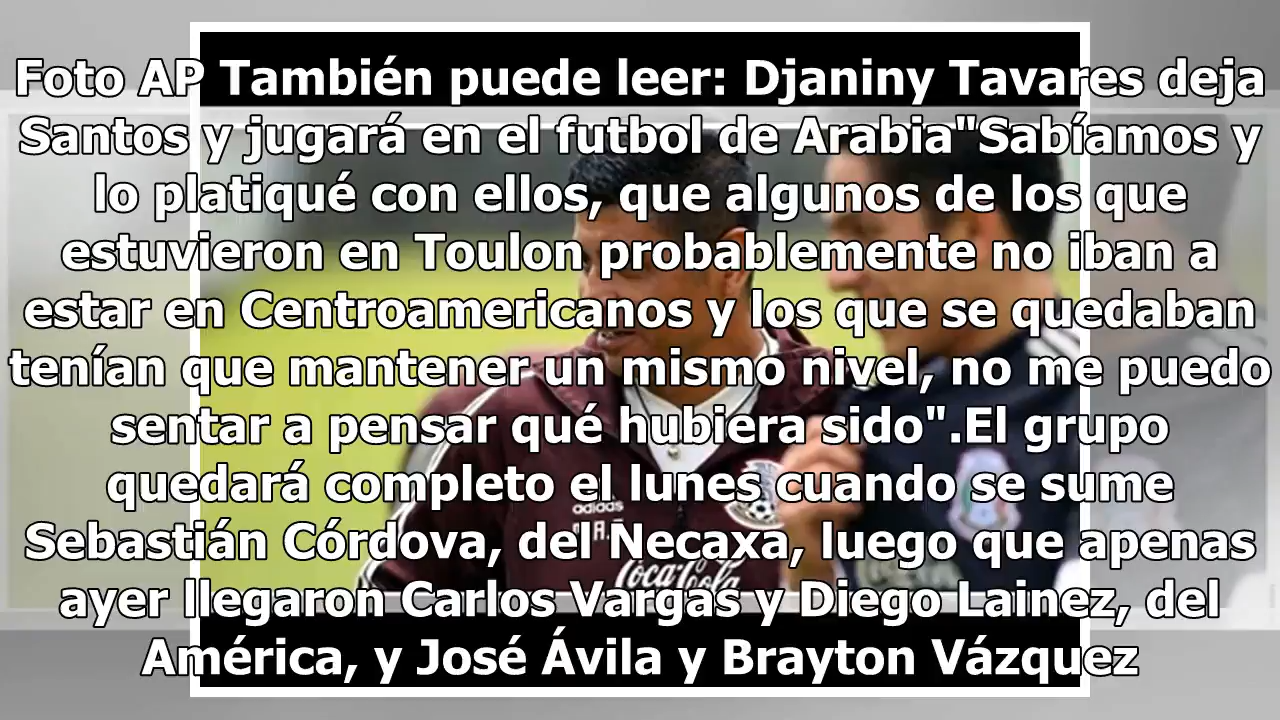 Foto AP También puede leer: Djaniny Tavares deja
Santos y jugará en el futbol de Arabia"Sabíamos y
lo platiqué con ellos, que algunos de los que
estuvieron en Toulon probablemente no iban a
estar en Centroamericanos y los que se quedaban
tenían que mantener un mismo nivel, no me puedo
sentar a pensar qué hubiera sido".El grupo
quedará completo el lunes cuando se sume
Sebastián Córdova, del Necaxa, luego que apenas
ayer llegaron Carlos Vargas y Diego Lainez, del
América, y José Ávila y Brayton Vázquez
adidas
Coca-Cola